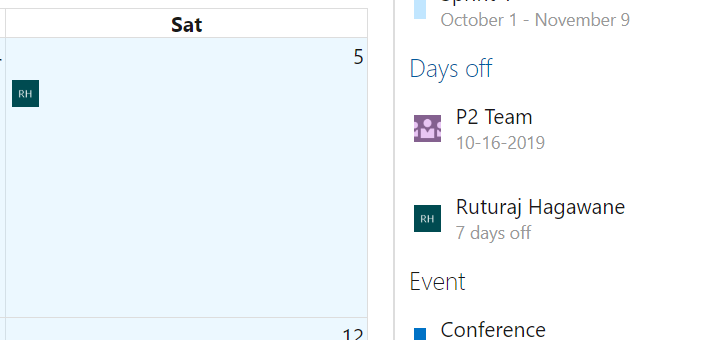 Sat
5
RH
12
October 1 - November 9
Days off
P2 Team
10-16-2019
RH
Ruturaj Hagawane
7 days off
Event
Conference